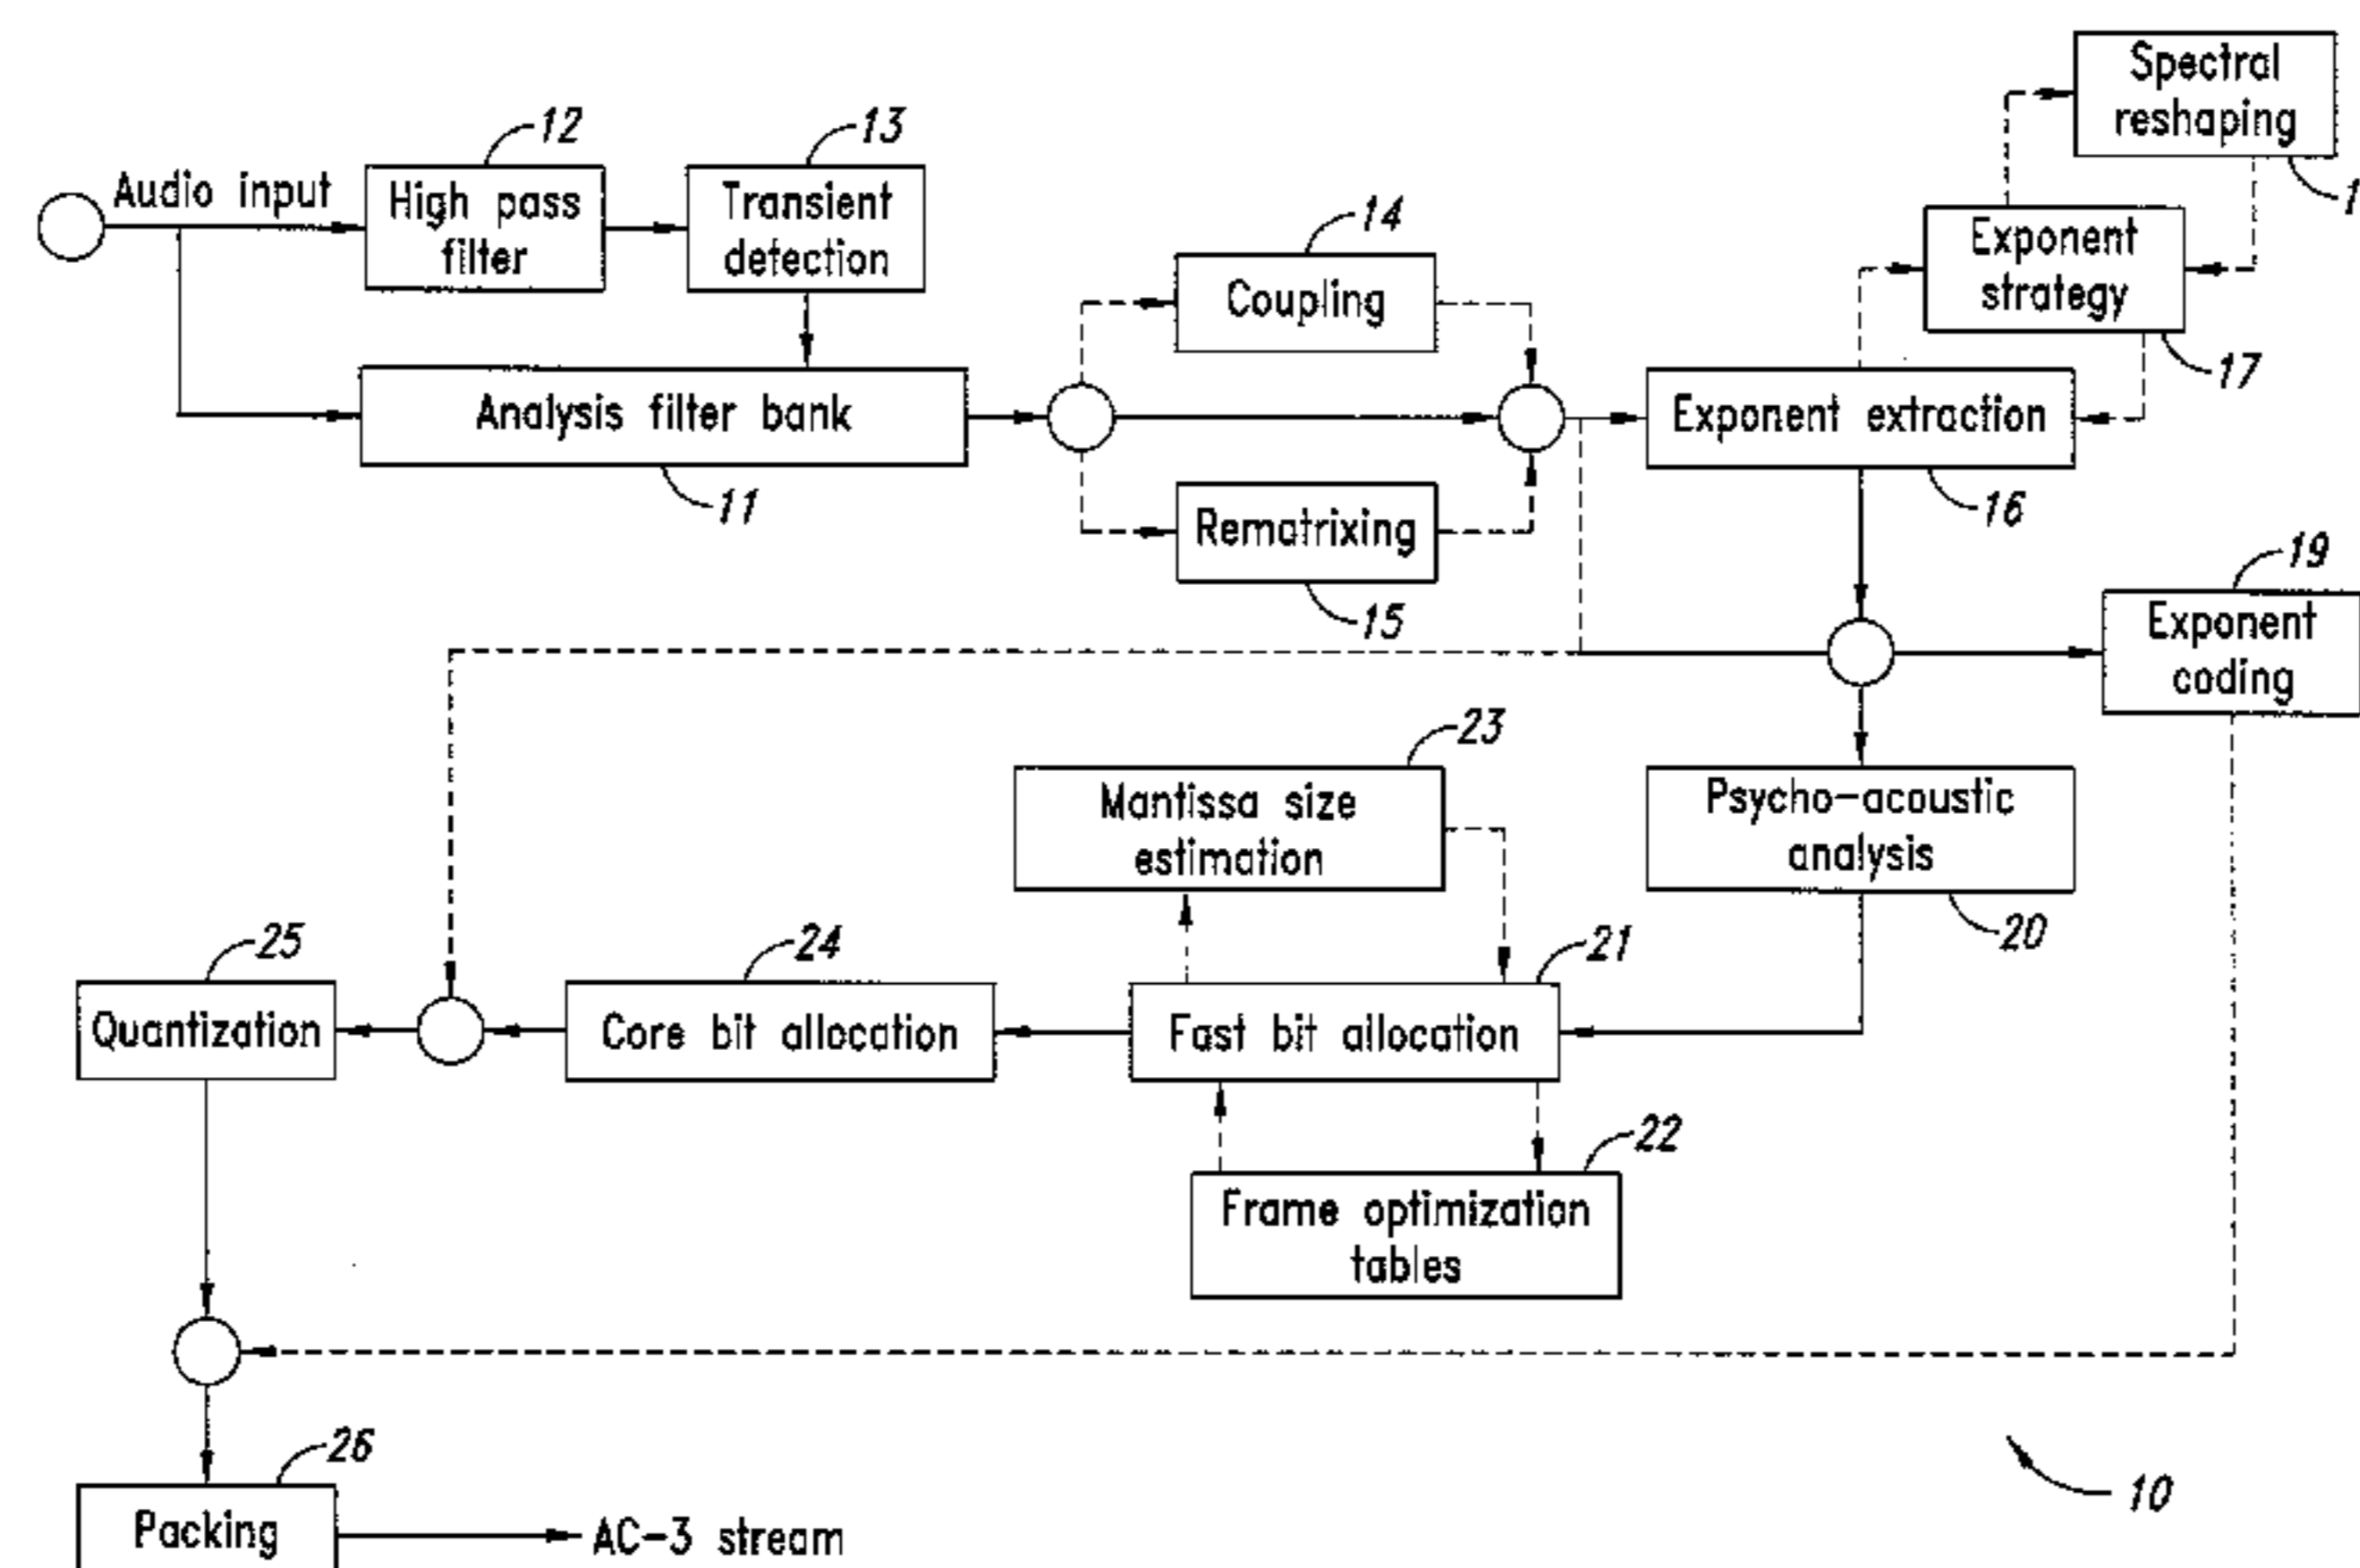 Spectral
reshaping
1
12
13
Audio input
High pass
filter
Transient
detection
14
Coupling
Exponent
strategy
17
Analysis filter bank
11
Exponent extraction
16
Rematrixing
15
19
Exponent
coding
23
Mantissa size
estimation
Psycho-acoustic
analysis
20
25
24
21
Quantization
Core bit allocation
Fast bit allocation
22
Frame optimization
tables
26
Packing
AC-3 stream
10